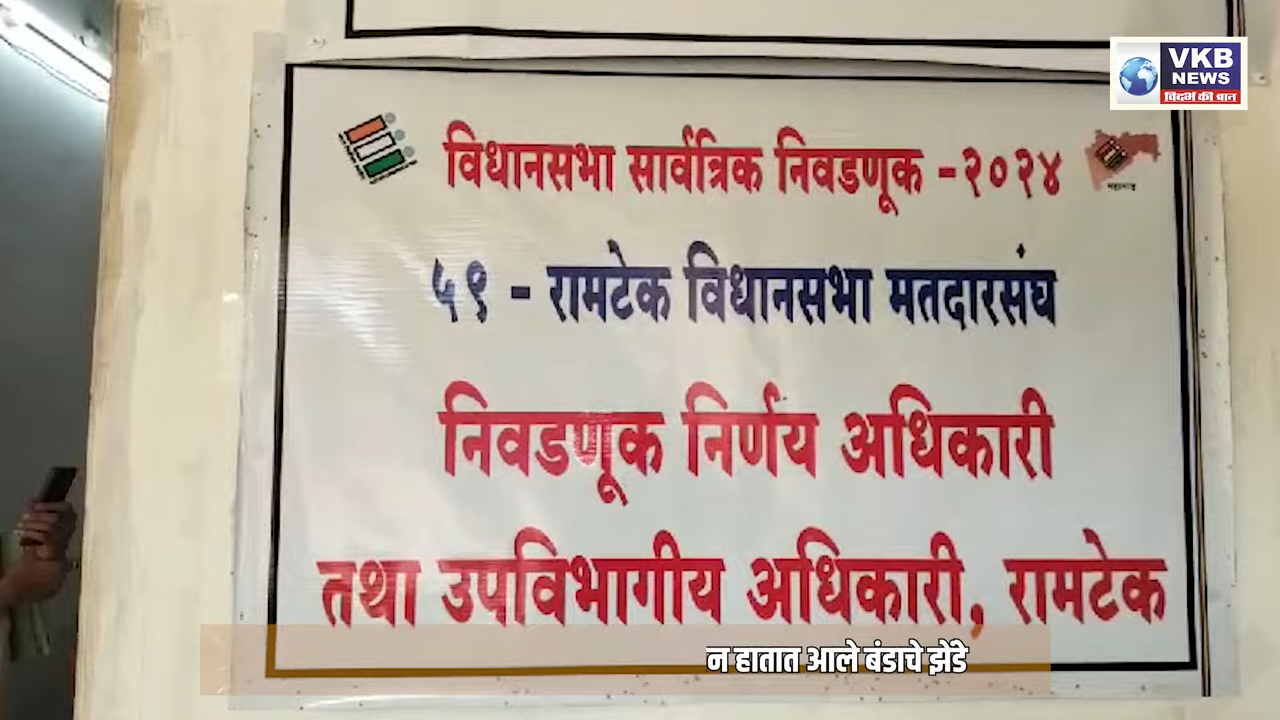 VKB
NEWS
विदर्भ की बात
विधानसभा सार्वत्रिक निवडणूक -२०२४
५९ - रामटेक विधानसभा मतदारसंघ
निवडणूक निर्णय अधिकारी
तथा उपविभागीय अधिकारी, रामटेक
न हातात आले बंडाचे झेंडे